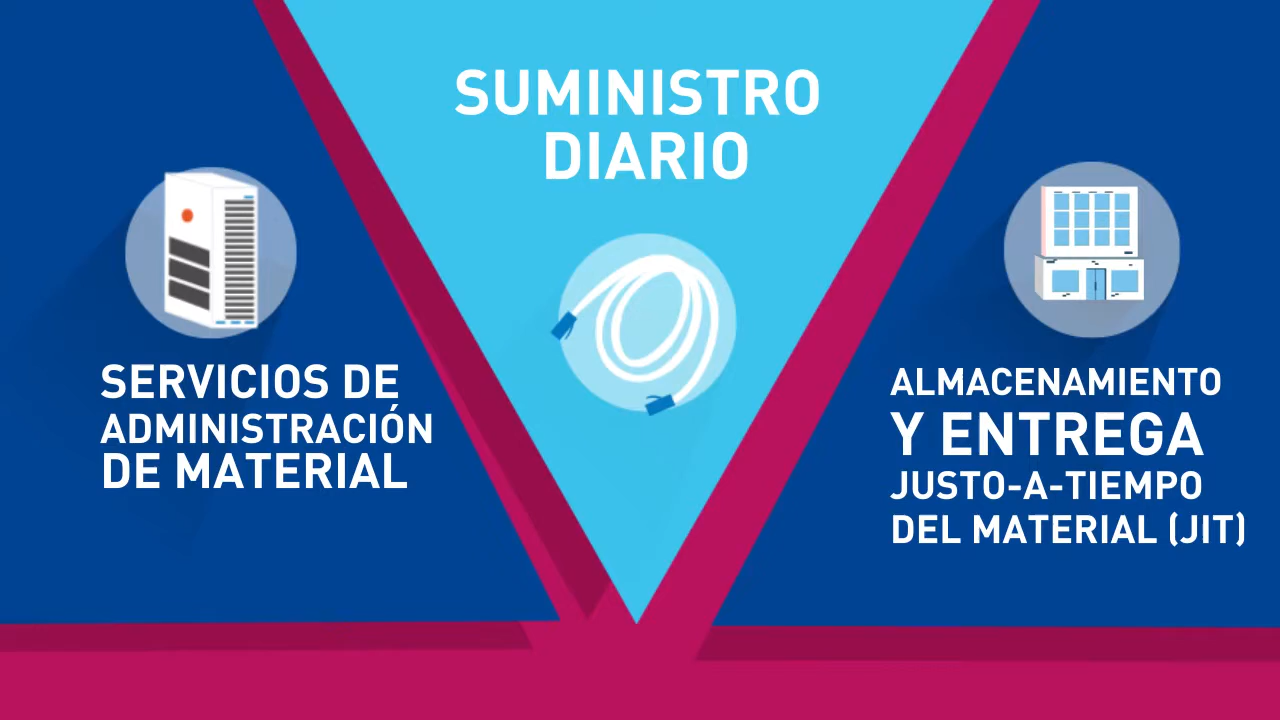 SUMINISTRO
DIARIO
SERVICIOS DE
ADMINISTRACIÓN
DE MATERIAL
ALMACENAMIENTO
Y ENTREGA
JUSTO-A-TIEMPO
DEL MATERIAL (JIT)